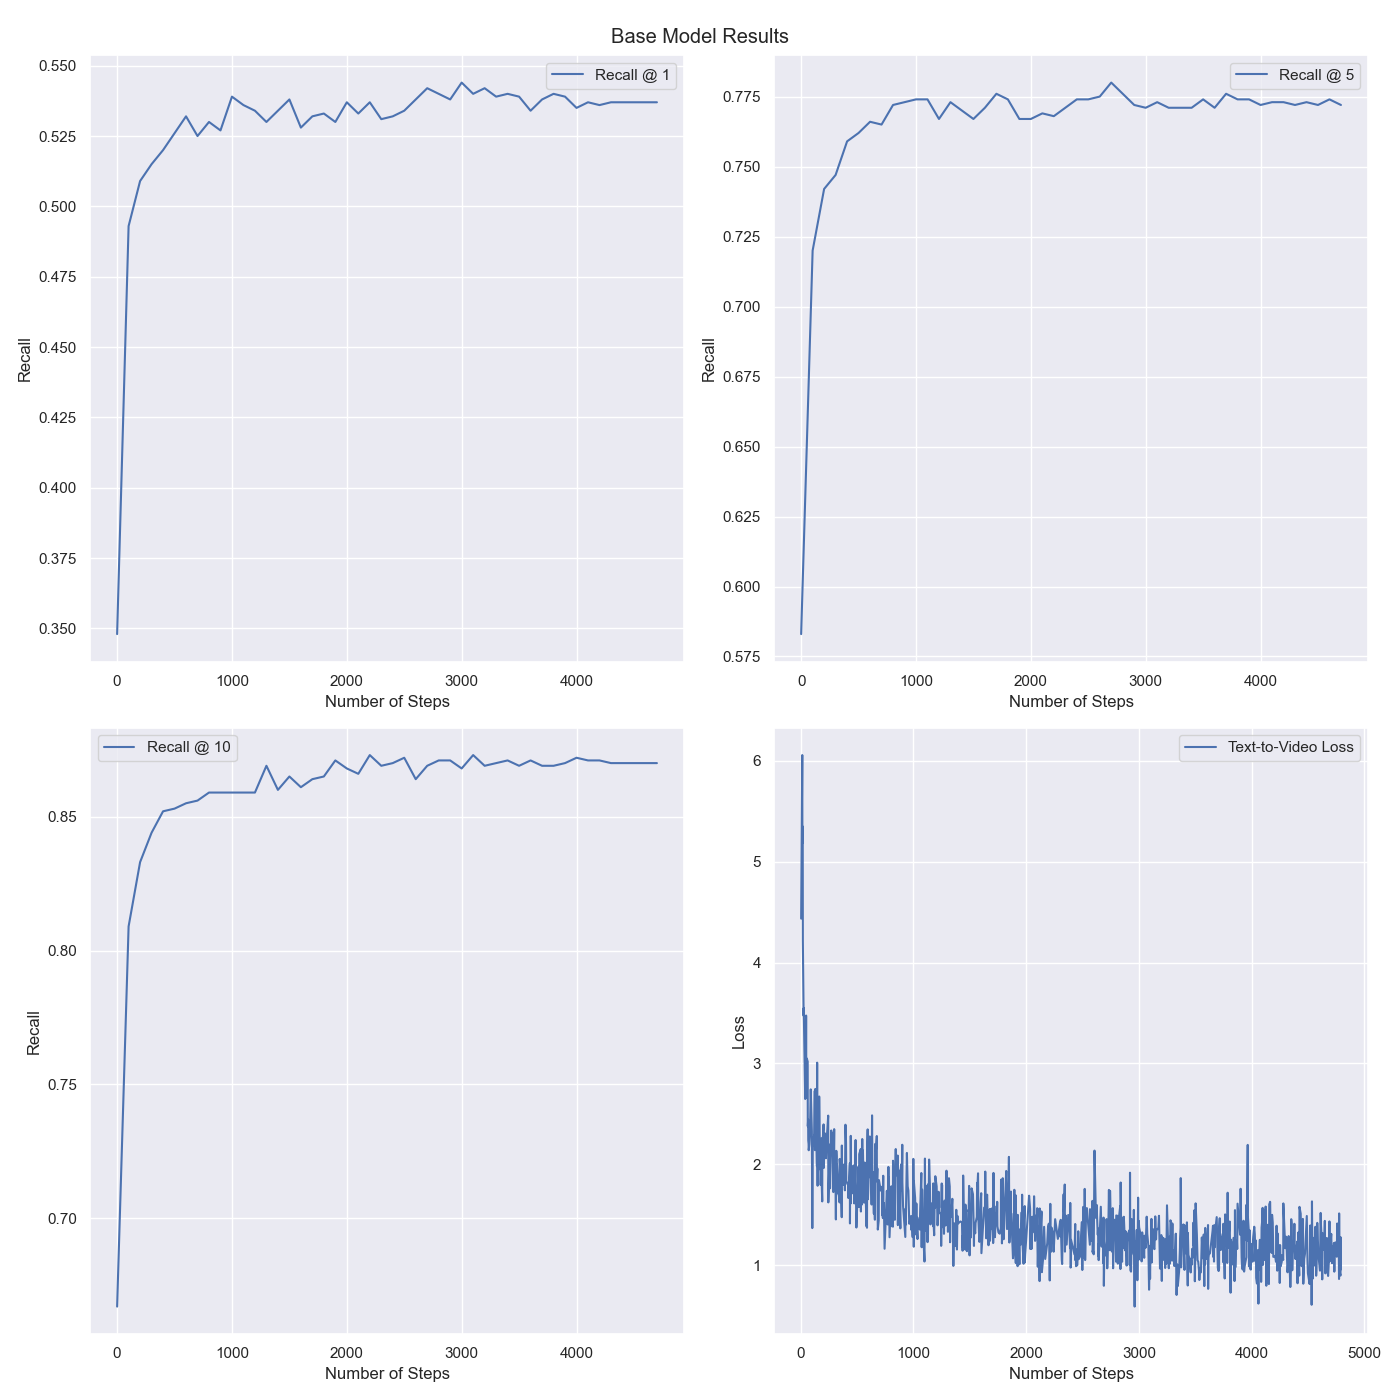 Base Model Results
Recall @ 1
0.550
0.525
0.500
0.475
0.450
0.425
0.400
0.375
0.350
Recall
0 1000 2000 3000 4000
Number of Steps
Recall @ 5
0.775
0.750
0.725
0.700
0.675
0.650
0.625
0.600
0.575
Recall
0 1000 2000 3000 4000
Number of Steps
Recall @ 10
0.85
0.80
0.75
0.70
Recall
0 1000 2000 3000 4000
Number of Steps
Text-to-Video Loss
6
5
4
3
2
1
Loss
0 1000 2000 3000 4000 5000
Number of Steps